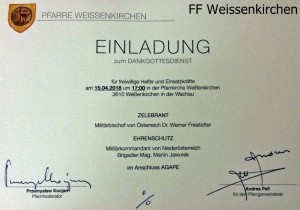 FF Weissenkirchen
PFARRE WEISSENKIRCHEN
EINLADUNG
zum DANKGOTTESDIENST
für freiwillige Helfer und Einsatzkräfte
am 15.04.2018 um 17:00 in der Pfarrkirche Weißenkirchen
3610 Weißenkirchen in der Wachau
ZELEBRANT
Militärbischof von Österreich Dr. Werner Freistetter
EHRENSCHUTZ
Militärkommandant von Niederösterreich
Brigadier Mag. Martin Jawurek
im Anschluss AGAPE
Przemyslaw Kocjam
Pfarrmoderator
Andrea Pell
Pfarrgemeinderat